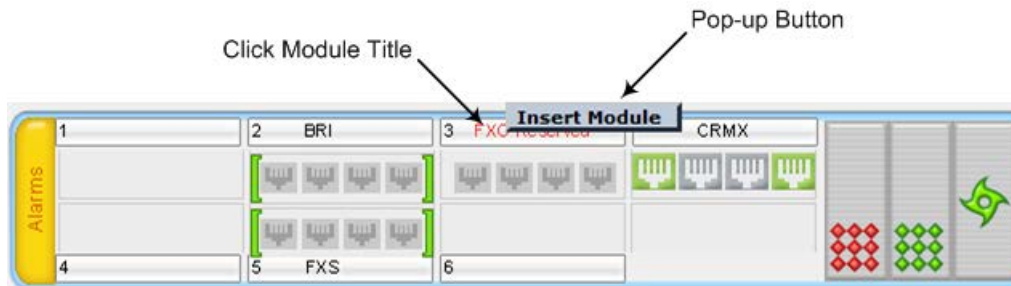 Pop-up Button
Click Module Title
Insert Module
1
2 BRI
3 FXO Reserved
CRMX
Alarms
4
5 FXS
6